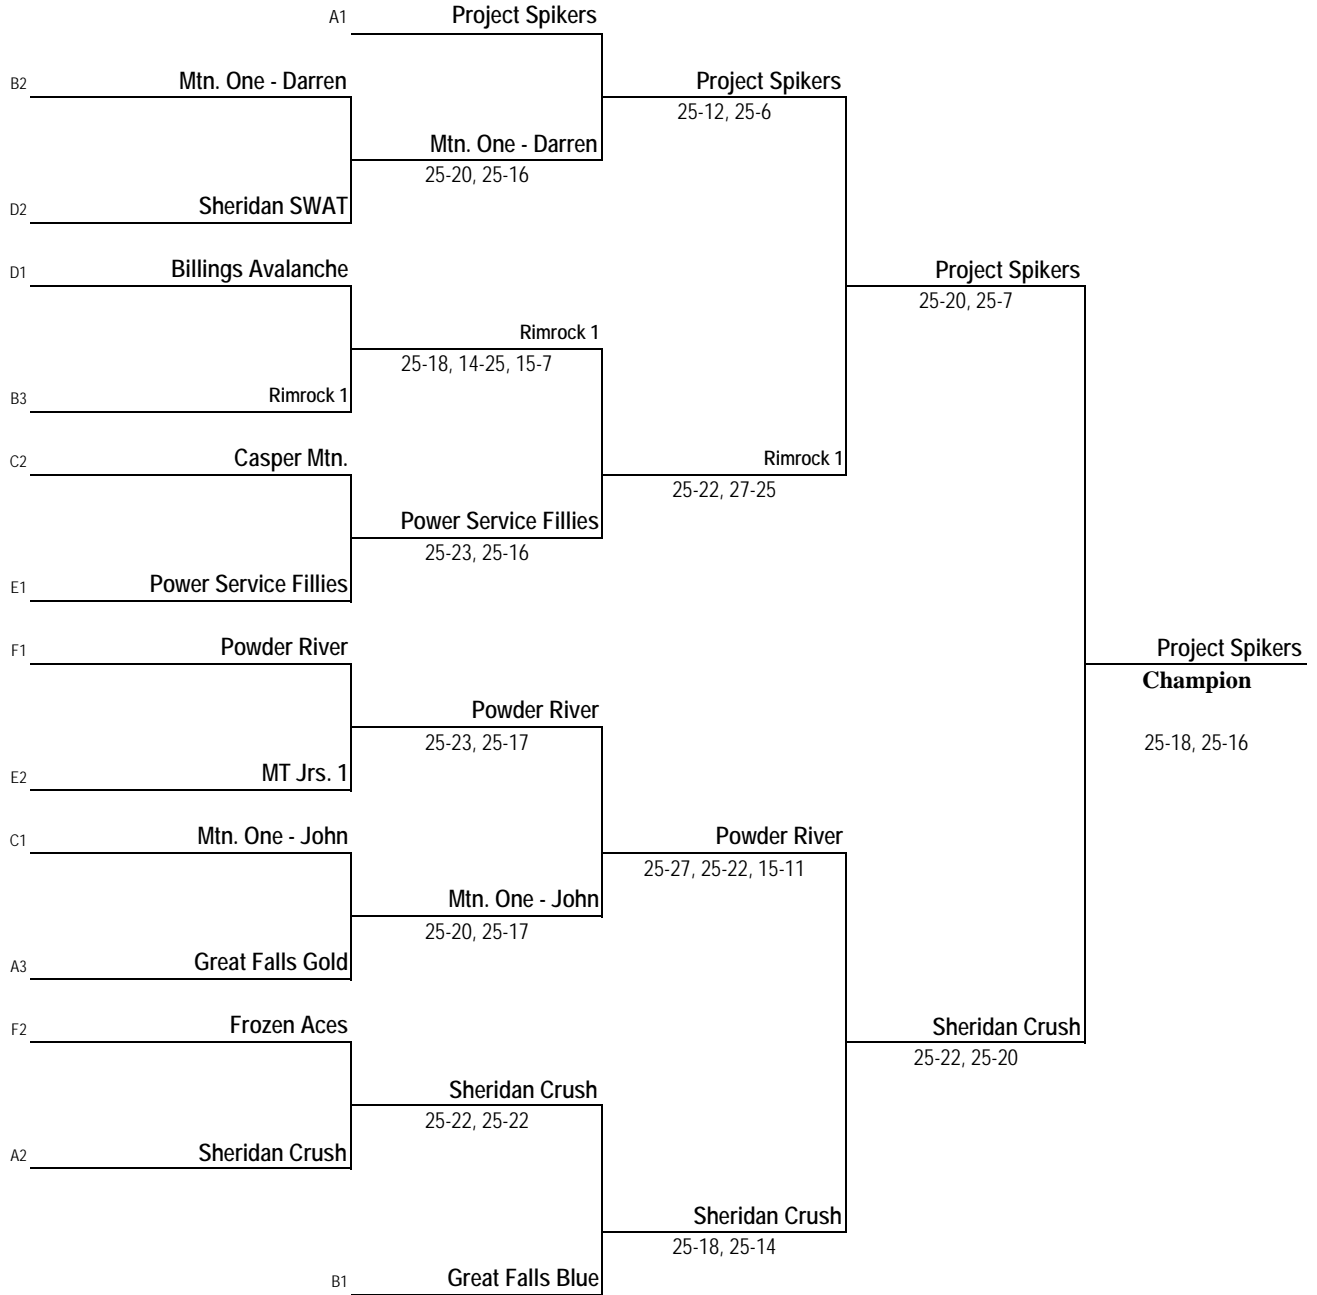 A1 Project Spikers
B2 Mtn. One - Darren
Project Spikers
25-12, 25-6
Mtn. One - Darren
25-20, 25-16
D2 Sheridan SWAT
D1 Billings Avalanche
Project Spikers
25-20, 25-7
Rimrock 1
25-18, 14-25, 15-7
B3 Rimrock 1
C2 Casper Mtn.
Rimrock 1
25-22, 27-25
Power Service Fillies
25-23, 25-16
E1 Power Service Fillies
F1 Powder River
Project Spikers
Champion
25-18, 25-16
Powder River
25-23, 25-17
E2 MT Jrs. 1
C1 Mtn. One - John
Powder River
25-27, 25-22, 15-11
Mtn. One - John
25-20, 25-17
A3 Great Falls Gold
F2 Frozen Aces
Sheridan Crush
25-22, 25-20
Sheridan Crush
25-22, 25-22
A2 Sheridan Crush
Sheridan Crush
25-18, 25-14
B1 Great Falls Blue